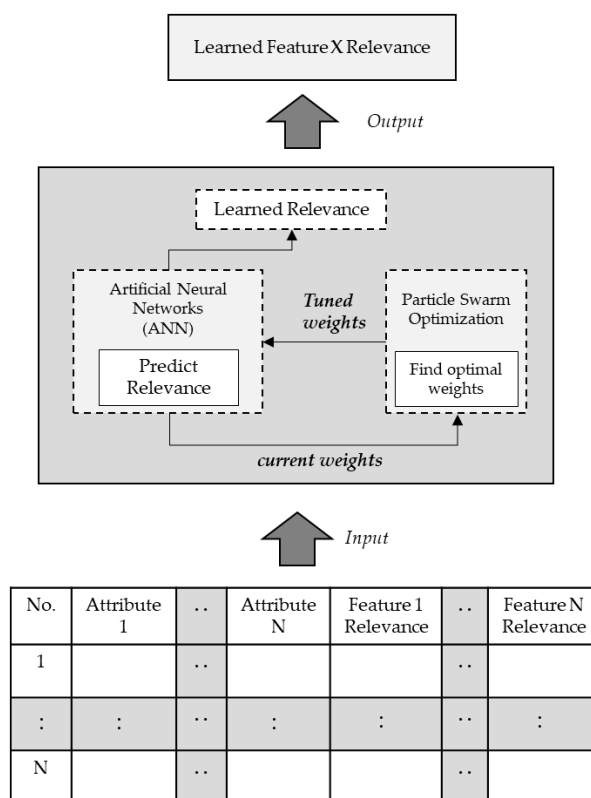 Learned Feature X Relevance
Output
Learned Relevance
Artificial Neural
Networks
(ANN)
Predict
Relevance
Tuned
weights
Particle Swarm
Optimization
Find optimal
weights
current weights
Input
No. Attribute 1 .. Attribute N Feature 1 Relevance .. Feature N Relevance
1 .. ..
: : .. : : .. :
N .. ..